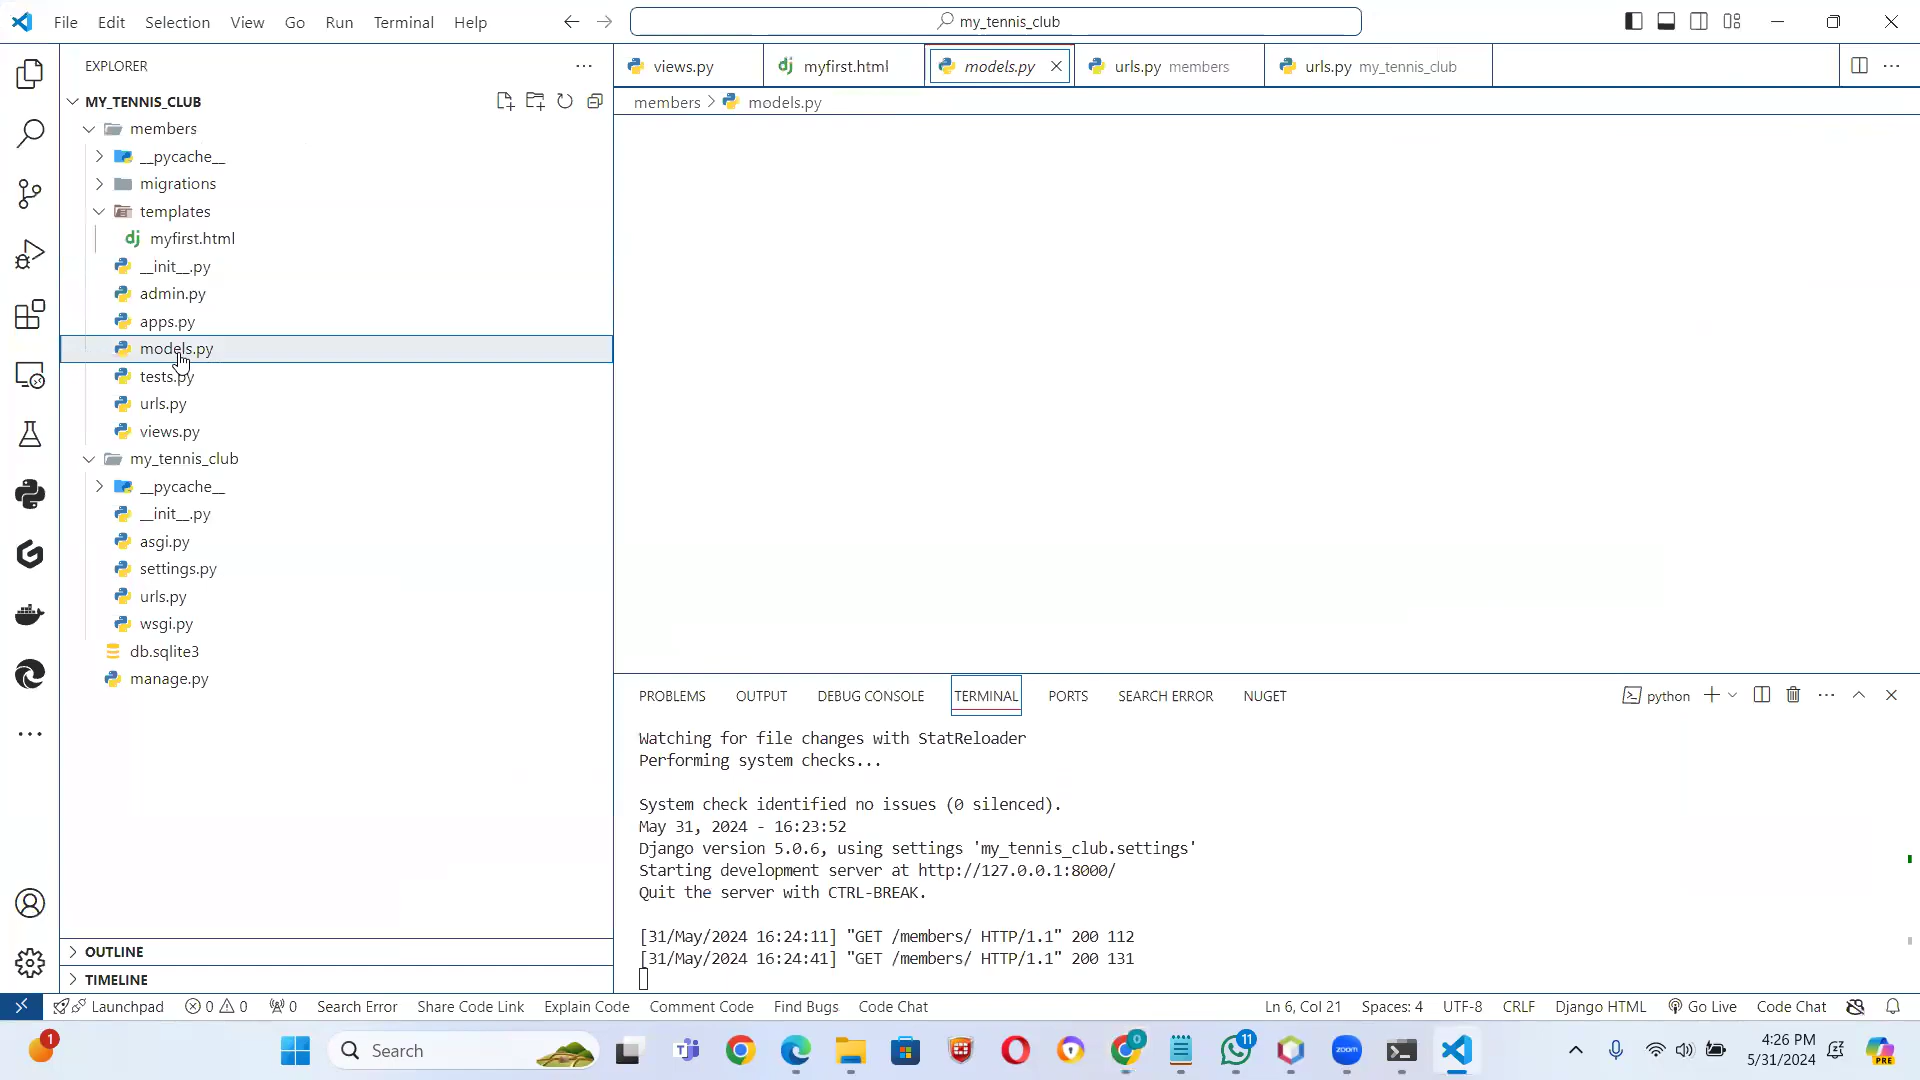 File Edit Selection View Go Run Terminal Help
my_tennis_club
EXPLORER
MY_TENNIS_CLUB
members
__pycache__
migrations
templates
myfirst.html
__init__.py
admin.py
apps.py
models.py
tests.py
urls.py
views.py
my_tennis_club
__pycache__
__init__.py
asgi.py
settings.py
urls.py
wsgi.py
db.sqlite3
manage.py
OUTLINE
TIMELINE
views.py
dj myfirst.html
models.py
urls.py members
urls.py my_tennis_club
members > models.py
PROBLEMS OUTPUT DEBUG CONSOLE TERMINAL PORTS SEARCH ERROR NUGET
python
Watching for file changes with StatReloader
Performing system checks...
System check identified no issues (0 silenced).
May 31, 2024 - 16:23:52
Django version 5.0.6, using settings 'my_tennis_club.settings'
Starting development server at http://127.0.0.1:8000/
Quit the server with CTRL-BREAK.
[31/May/2024 16:24:11] "GET /members/ HTTP/1.1" 200 112
[31/May/2024 16:24:41] "GET /members/ HTTP/1.1" 200 131
Launchpad 0 0 0 Search Error Share Code Link Explain Code Comment Code Find Bugs Code Chat
Ln 6, Col 21 Spaces: 4 UTF-8 CRLF Django HTML Go Live Code Chat
1
Search
0
11
zoom
4:26 PM
5/31/2024
PRE